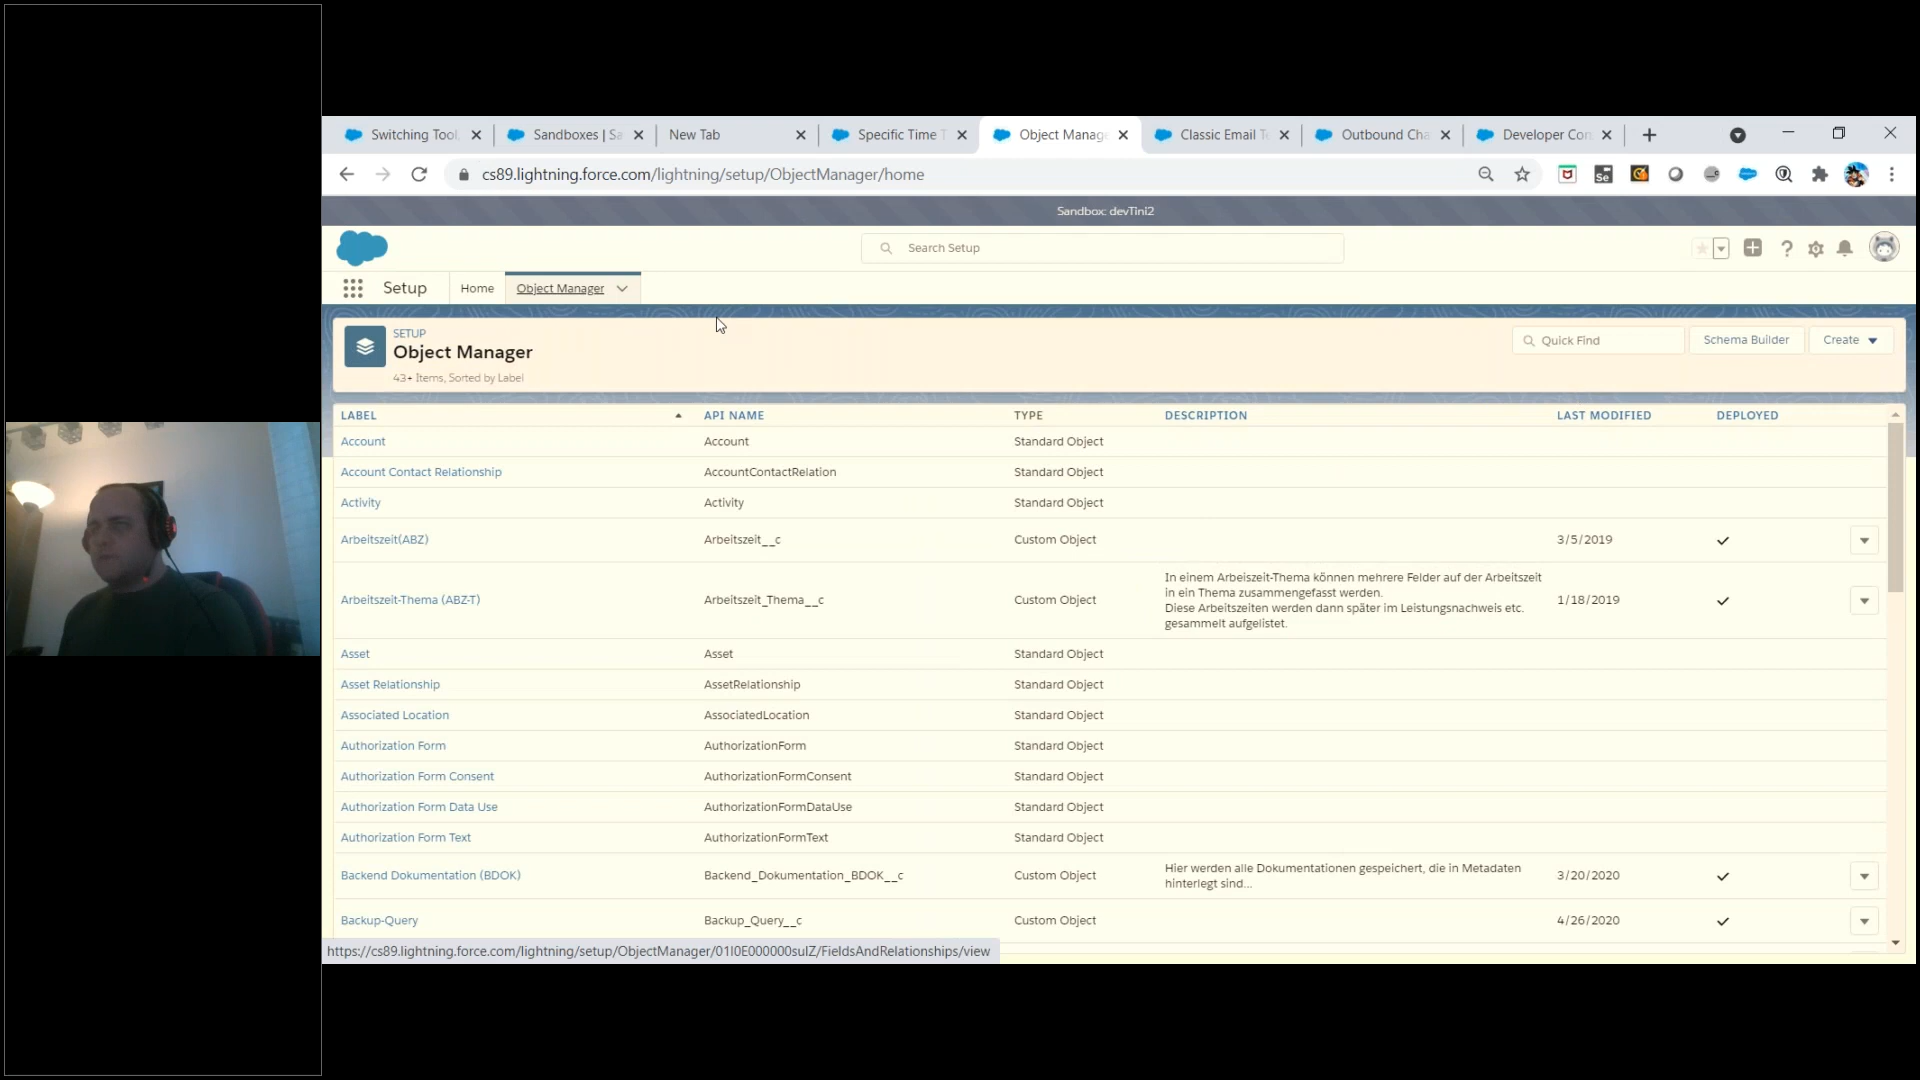 Switching Tool
Sandboxes | Sa
New Tab
Specific Time T
Object Manage
Classic Email Te
Outbound Cha
Developer Con
cs89.lightning.force.com/lightning/setup/ObjectManager/home
Sandbox: devTini2
Search Setup
Setup
Home
Object Manager
SETUP
Object Manager
43+ Items, Sorted by Label
Quick Find
Schema Builder
Create
LABEL API NAME TYPE DESCRIPTION LAST MODIFIED DEPLOYED
Account Account Standard Object
Account Contact Relationship AccountContactRelation Standard Object
Activity Activity Standard Object
Arbeitszeit(ABZ) Arbeitszeit__c Custom Object 3/5/2019
In einem Arbeiszeit-Thema können mehrere Felder auf der Arbeitszeit
in ein Thema zusammengefasst werden.
Arbeitszeit-Thema (ABZ-T) Arbeitszeit_Thema__c Custom Object 1/18/2019
Diese Arbeitszeiten werden dann später im Leistungsnachweis etc.
gesammelt aufgelistet.
Asset Asset Standard Object
Asset Relationship AssetRelationship Standard Object
Associated Location AssociatedLocation Standard Object
Authorization Form AuthorizationForm Standard Object
Authorization Form Consent AuthorizationFormConsent Standard Object
Authorization Form Data Use AuthorizationFormDataUse Standard Object
Authorization Form Text AuthorizationFormText Standard Object
Backend Dokumentation (BDOK) Backend_Dokumentation_BDOK__c Custom Object Hier werden alle Dokumentationen gespeichert, die in Metadaten 3/20/2020
hinterlegt sind...
Backup-Query Backup_Query__c Custom Object 4/26/2020
https://cs89.lightning.force.com/lightning/setup/ObjectManager/01I0E000000sulZ/FieldsAndRelationships/view